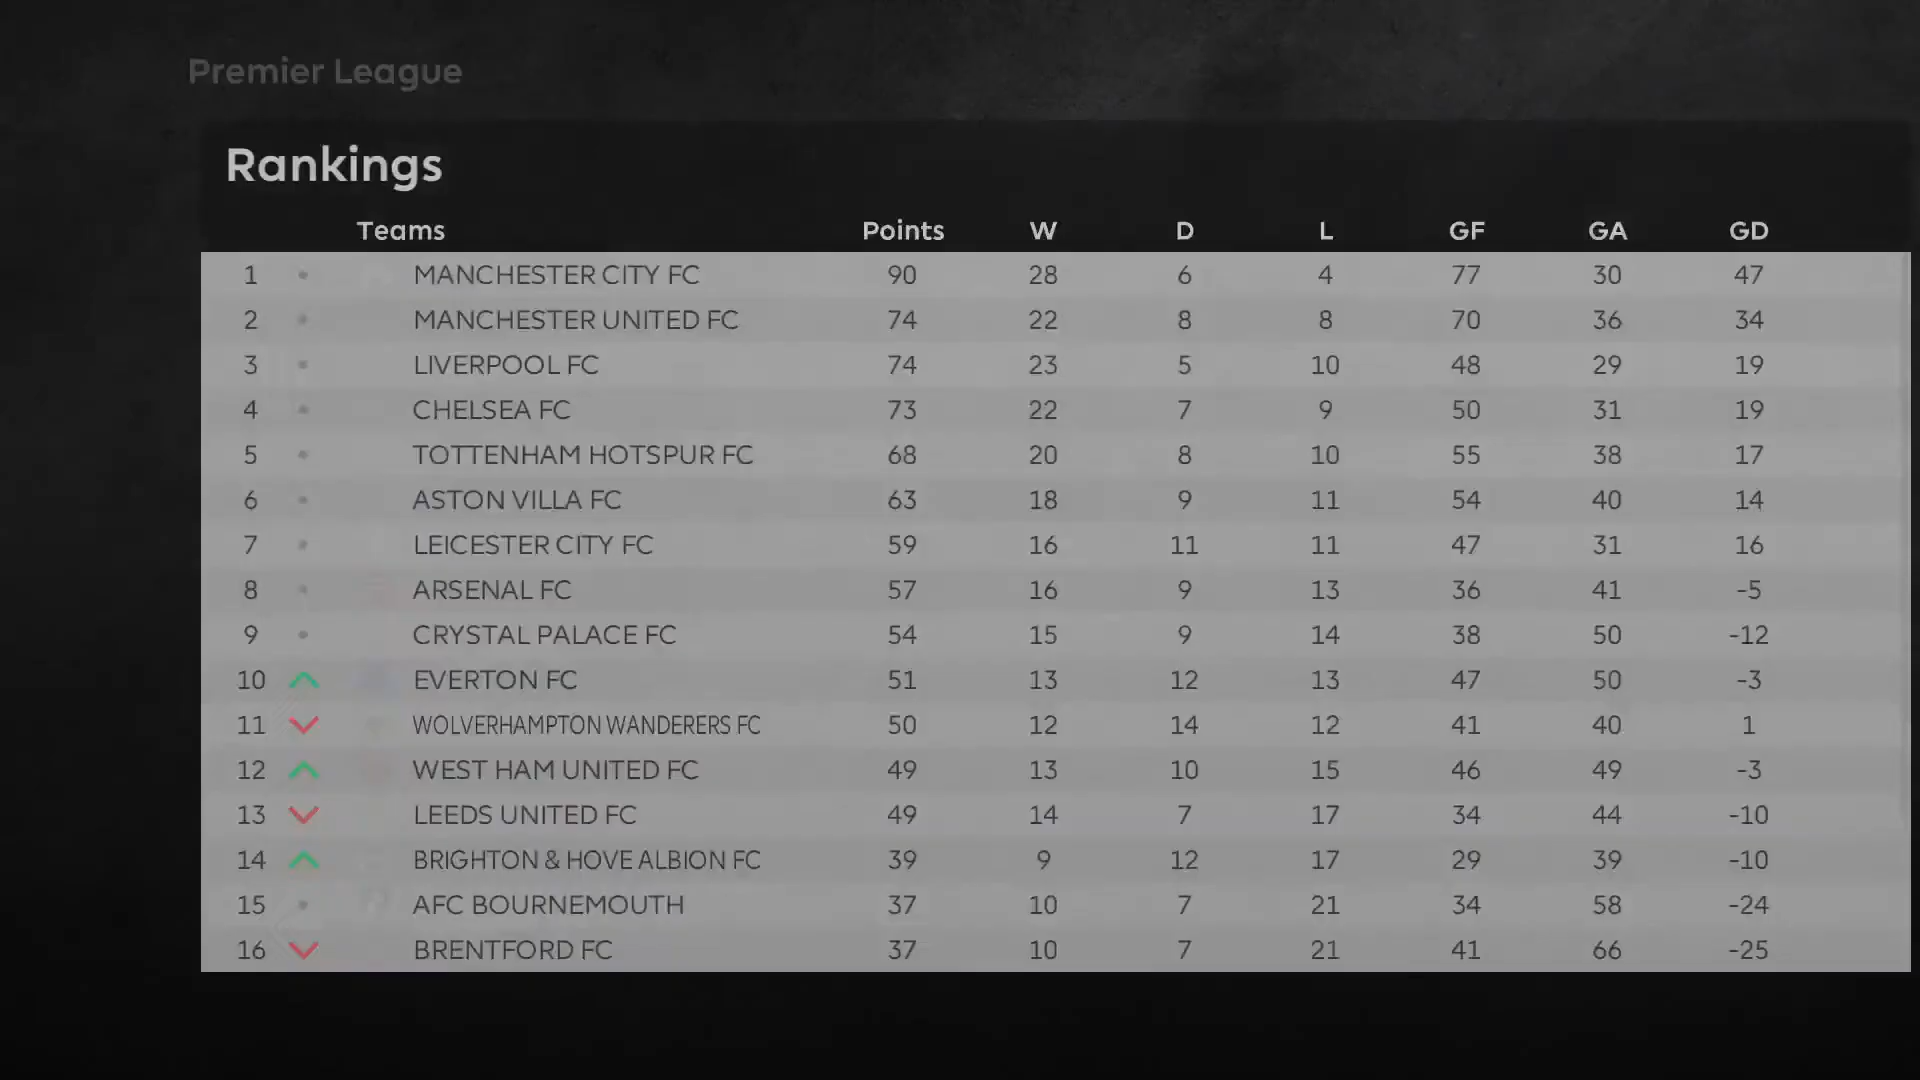 Premier League
Rankings
Teams Points W D L GF GA GD
1 MANCHESTER CITY FC 90 28 6 4 77 30 47
2 MANCHESTER UNITED FC 74 22 8 8 70 36 34
3 LIVERPOOL FC 74 23 5 10 48 29 19
4 CHELSEA FC 73 22 7 9 50 31 19
5 TOTTENHAM HOTSPUR FC 68 20 8 10 55 38 17
6 ASTON VILLA FC 63 18 9 11 54 40 14
7 LEICESTER CITY FC 59 16 11 11 47 31 16
8 ARSENAL FC 57 16 9 13 36 41 -5
9 CRYSTAL PALACE FC 54 15 9 14 38 50 -12
10 EVERTON FC 51 13 12 13 47 50 -3
11 WOLVERHAMPTON WANDERERS FC 50 12 14 12 41 40 1
12 WEST HAM UNITED FC 49 13 10 15 46 49 -3
13 LEEDS UNITED FC 49 14 7 17 34 44 -10
14 BRIGHTON & HOVE ALBION FC 39 9 12 17 29 39 -10
15 AFC BOURNEMOUTH 37 10 7 21 34 58 -24
16 BRENTFORD FC 37 10 7 21 41 66 -25